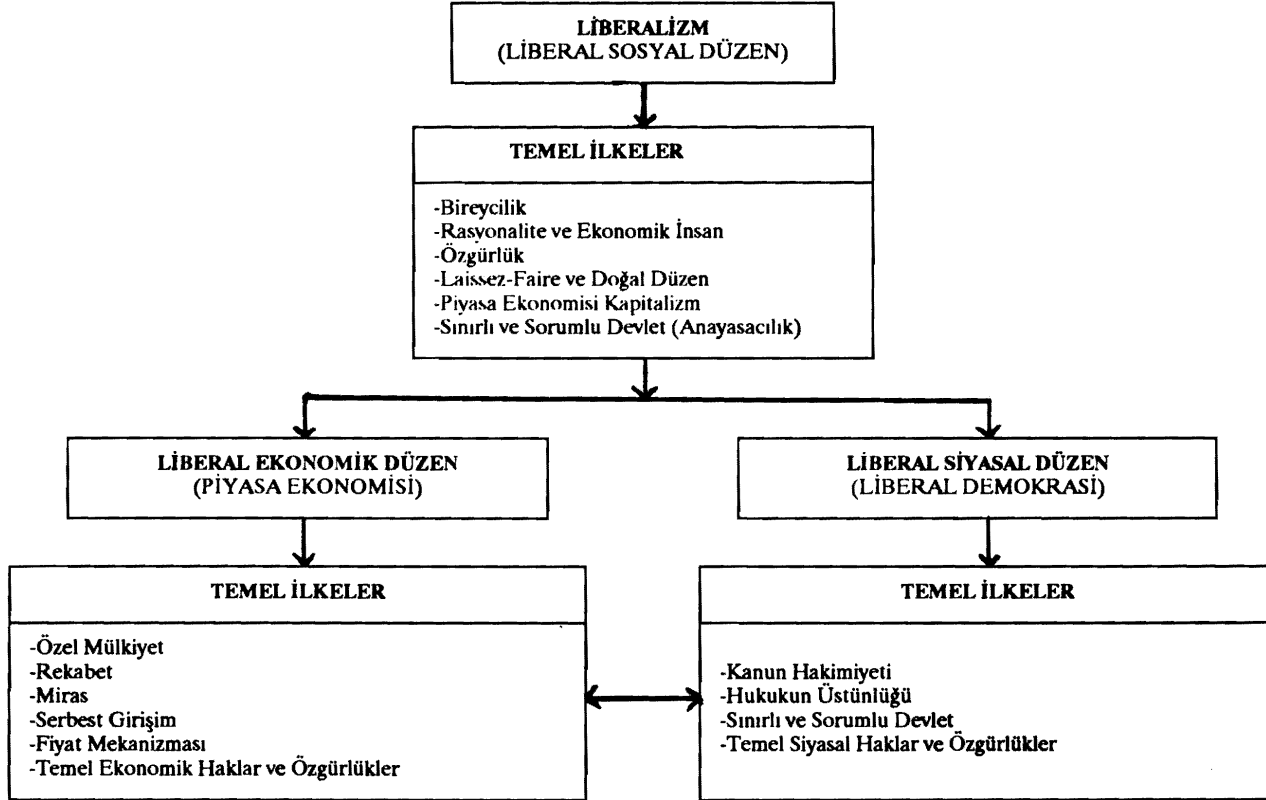 LİBERALİZM
(LİBERAL SOSYAL DÜZEN)
TEMEL İLKELER
-Bireycilik
-Rasyonalite ve Ekonomik İnsan
-Özgürlük
-Laissez-Faire ve Doğal Düzen
-Piyasa Ekonomisi Kapitalizm
-Sınırlı ve Sorumlu Devlet (Anayasacılık)
LİBERAL EKONOMİK DÜZEN
(PİYASA EKONOMİSİ)
LİBERAL SİYASAL DÜZEN
(LİBERAL DEMOKRASİ)
TEMEL İLKELER
-Özel Mülkiyet
-Rekabet
-Miras
-Serbest Girişim
-Fiyat Mekanizması
-Temel Ekonomik Haklar ve Özgürlükler
TEMEL İLKELER
-Kanun Hakimiyeti
-Hukukun Üstünlüğü
-Sınırlı ve Sorumlu Devlet
-Temel Siyasal Haklar ve Özgürlükler